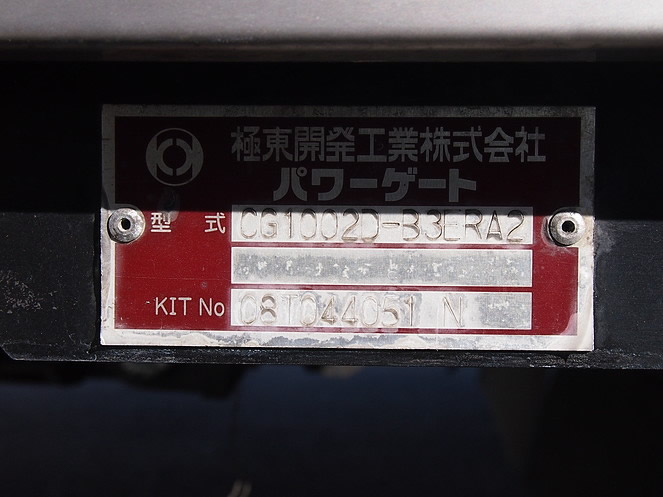 極東開発工業株式会社
パワーゲート
型 式 CG1002D-B3ERA2
KIT No 08T044051 N